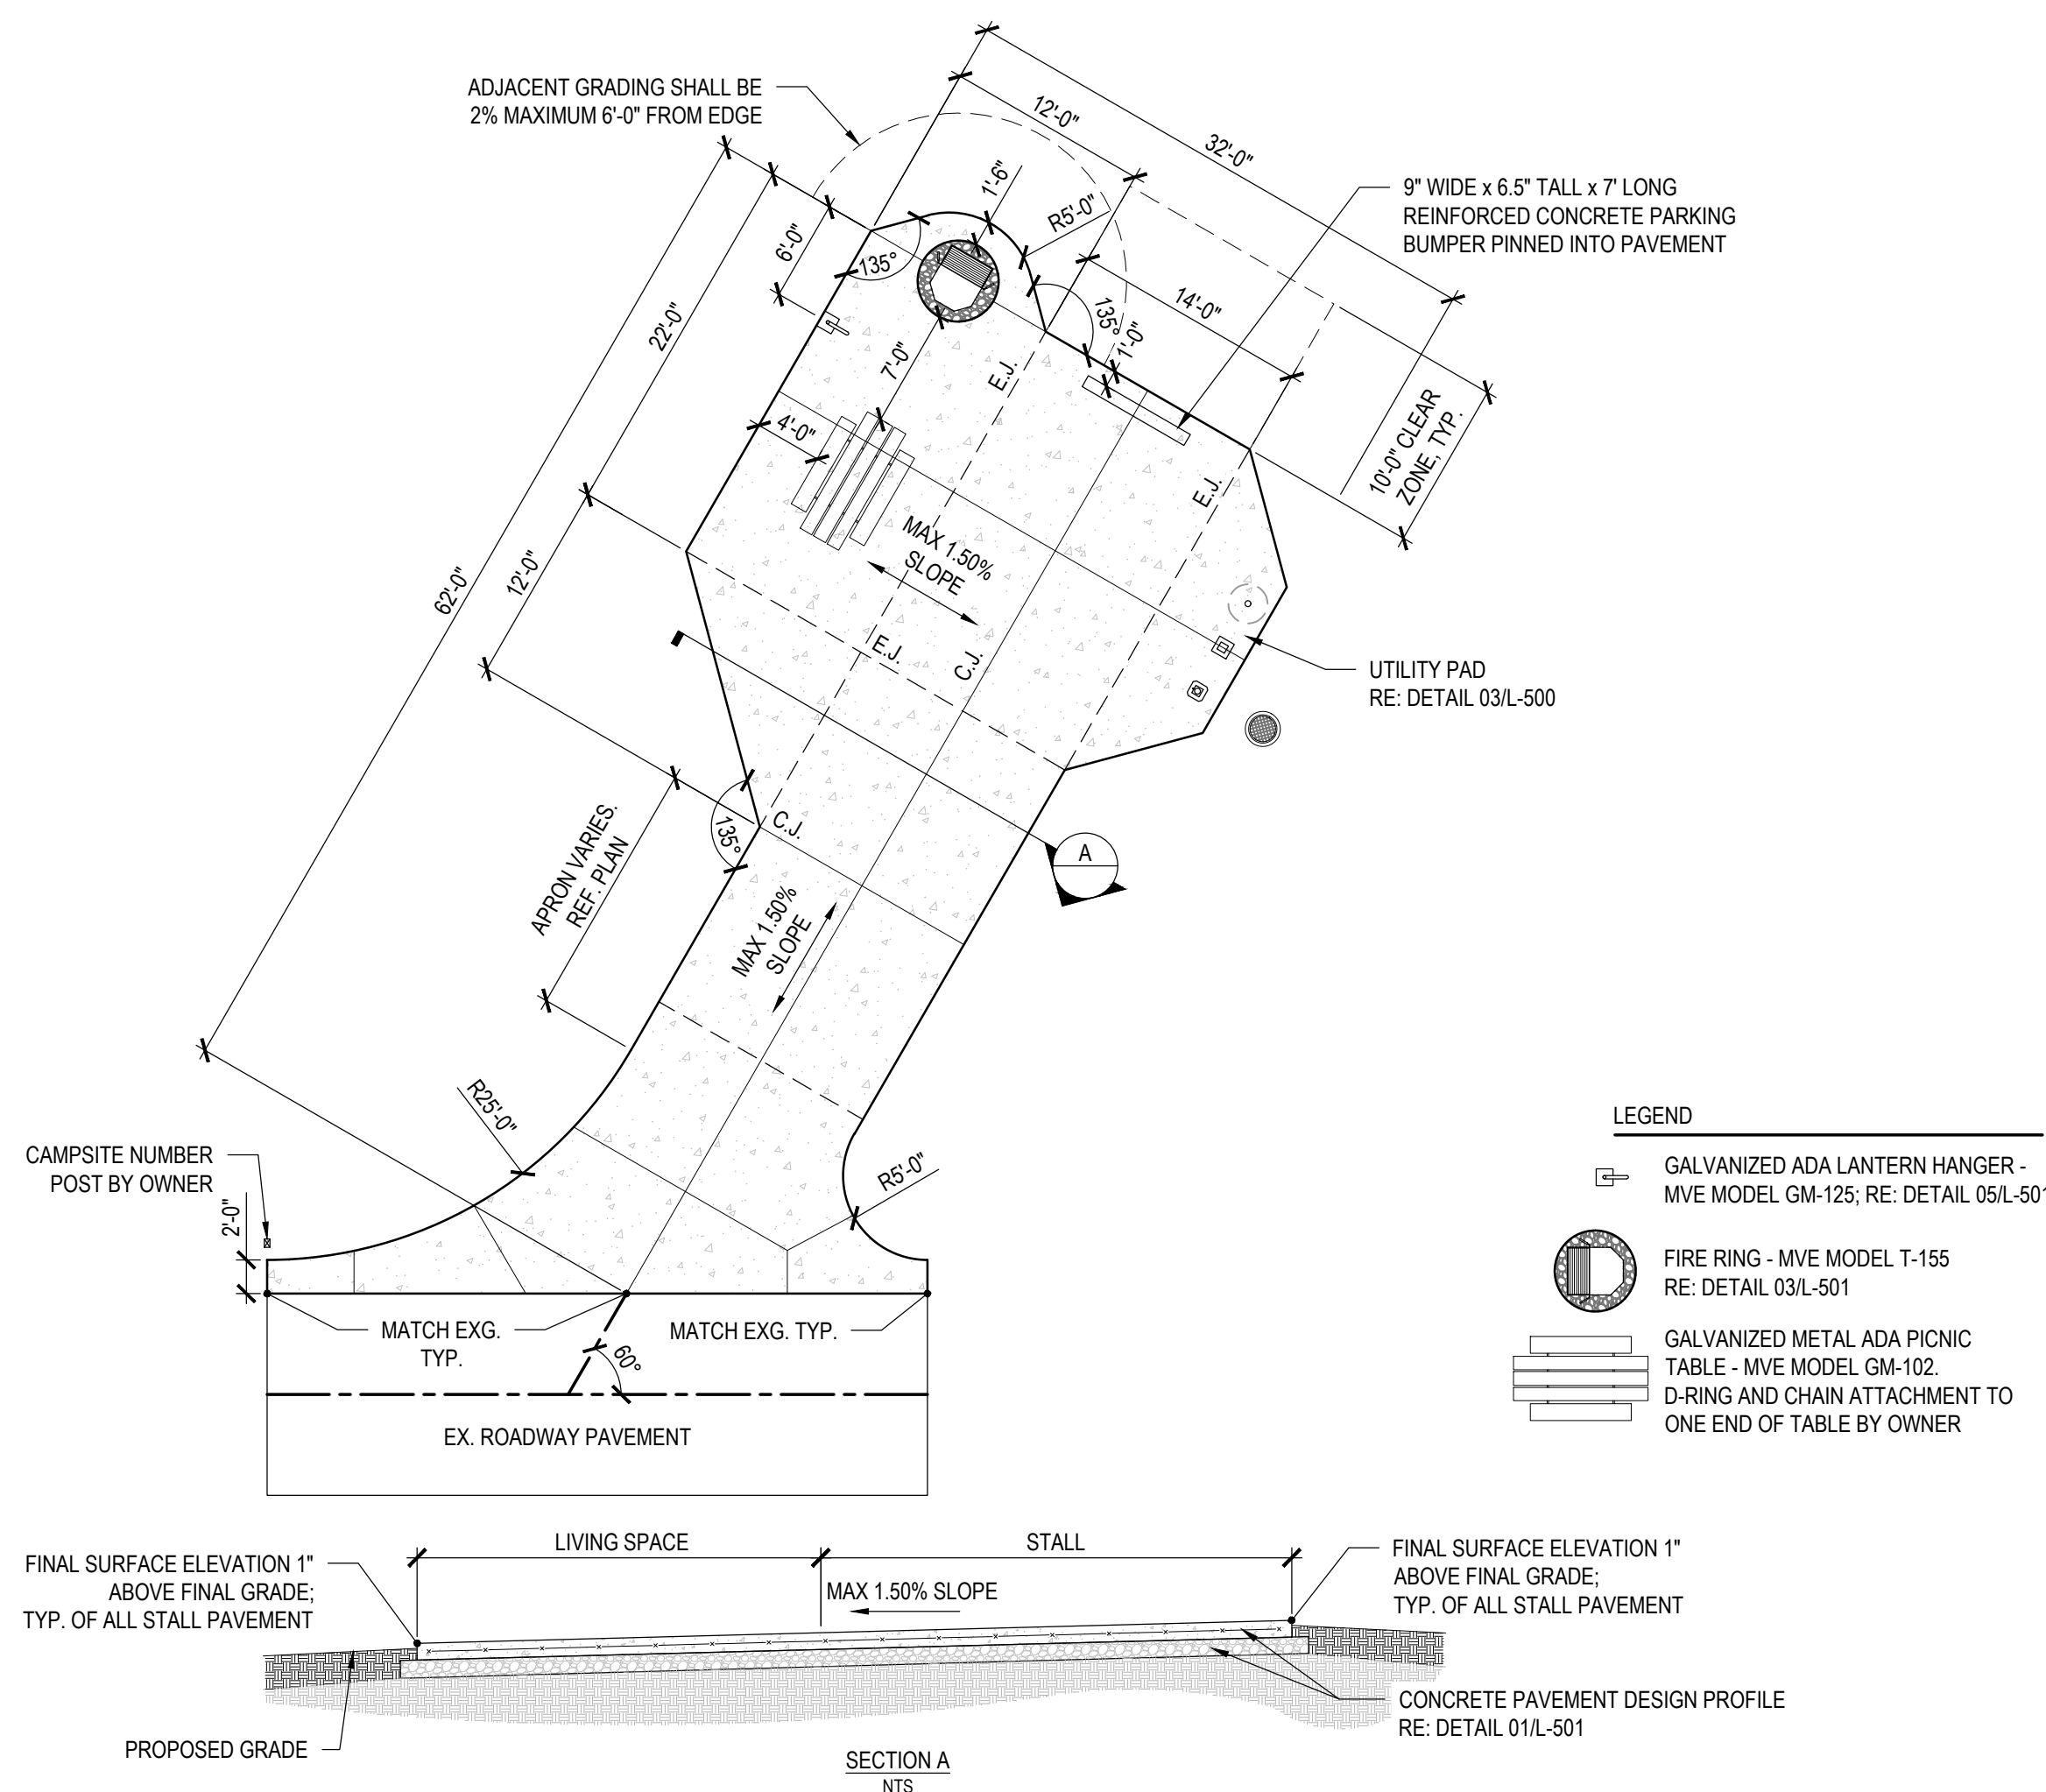 ADJACENT GRADING SHALL BE
2% MAXIMUM 6'-0" FROM EDGE
12'-0"
32'-0"
1'-6"
R5'-0"
9" WIDE x 6.5" TALL x 7' LONG
REINFORCED CONCRETE PARKING
BUMPER PINNED INTO PAVEMENT
6'-0"
135°
14'-0"
135°
1'-0"
22'-0"
7'-0"
E.J.
4'-0"
10'-0" CLEAR
ZONE, TYP.
E.J.
MAX 1.50%
SLOPE
12'-0"
62'-0"
E.J.
C.J.
UTILITY PAD
RE: DETAIL 03/L-500
135°
C.J.
A
APRON VARIES.
REF. PLAN
MAX 1.50%
SLOPE
R25'-0"
CAMPSITE NUMBER
POST BY OWNER
R5'-0"
2'-0"
MATCH EXG.
TYP.
MATCH EXG. TYP.
60°
EX. ROADWAY PAVEMENT
LEGEND
GALVANIZED ADA LANTERN HANGER -
MVE MODEL GM-125; RE: DETAIL 05/L-501
FIRE RING - MVE MODEL T-155
RE: DETAIL 03/L-501
GALVANIZED METAL ADA PICNIC
TABLE - MVE MODEL GM-102.
D-RING AND CHAIN ATTACHMENT TO
ONE END OF TABLE BY OWNER
LIVING SPACE
STALL
FINAL SURFACE ELEVATION 1"
ABOVE FINAL GRADE;
TYP. OF ALL STALL PAVEMENT
MAX 1.50% SLOPE
FINAL SURFACE ELEVATION 1"
ABOVE FINAL GRADE;
TYP. OF ALL STALL PAVEMENT
CONCRETE PAVEMENT DESIGN PROFILE
RE: DETAIL 01/L-501
PROPOSED GRADE
SECTION A
NTS